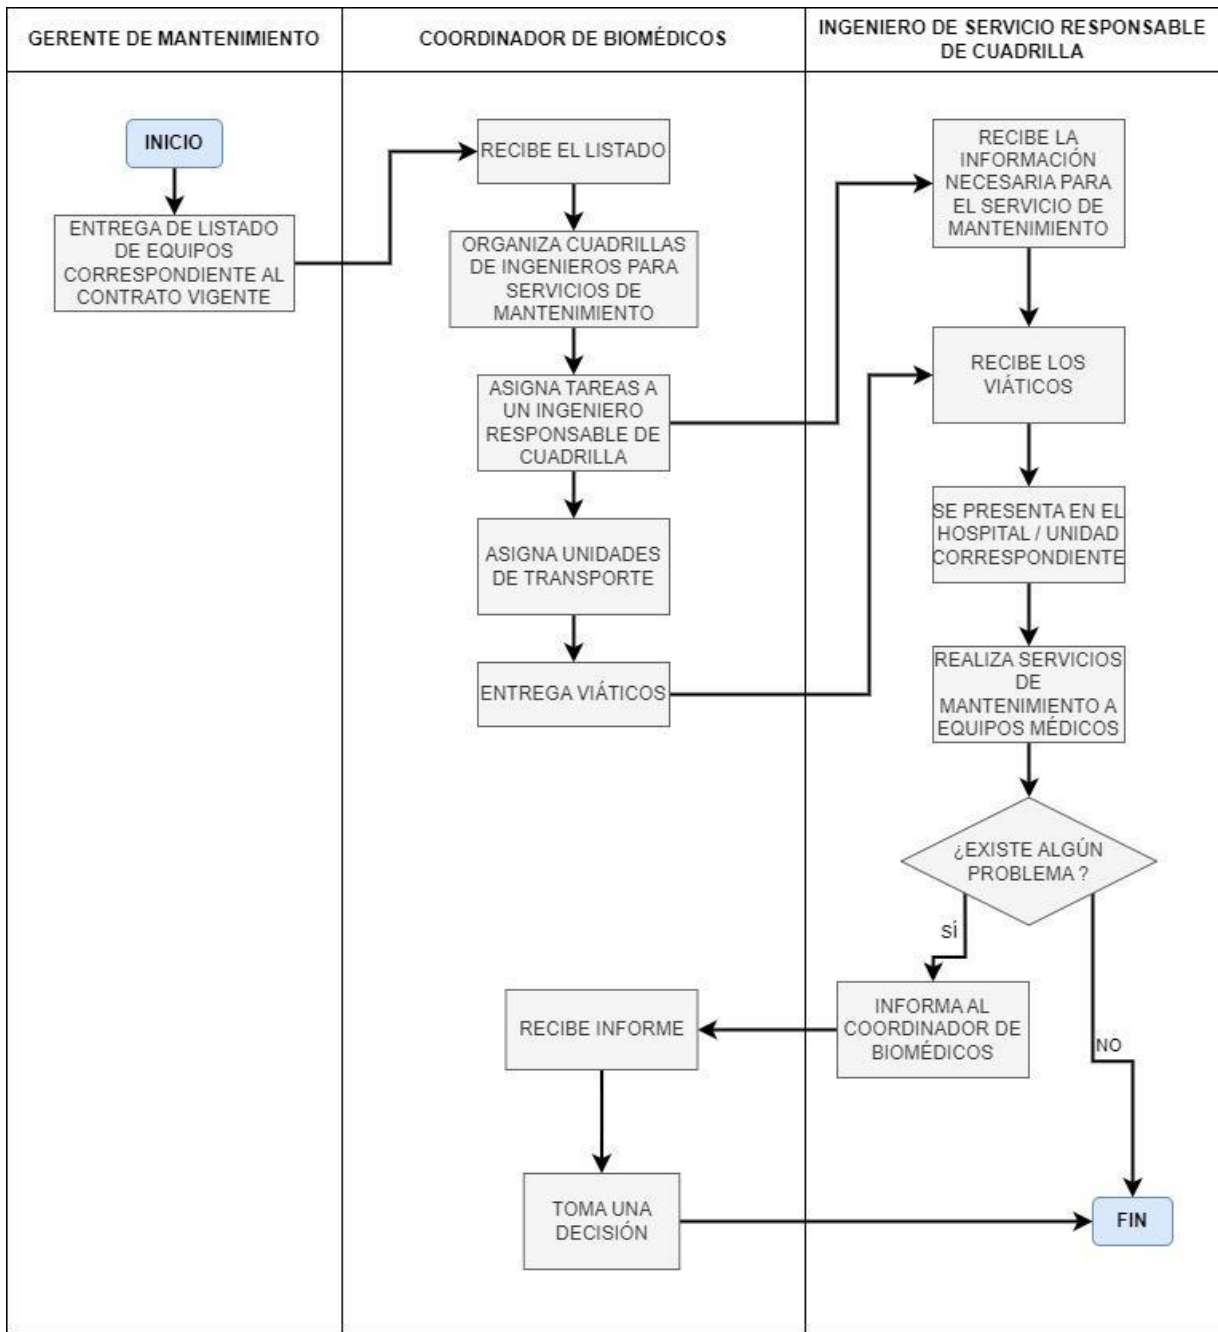 GERENTE DE MANTENIMIENTO
COORDINADOR DE BIOMÉDICOS
INGENIERO DE SERVICIO RESPONSABLE
DE CUADRILLA
INICIO
ENTREGA DE LISTADO
DE EQUIPOS
CORRESPONDIENTE AL
CONTRATO VIGENTE
RECIBE EL LISTADO
ORGANIZA CUADRILLAS
DE INGENIEROS PARA
SERVICIOS DE
MANTENIMIENTO
ASIGNA TAREAS A
UN INGENIERO
RESPONSABLE DE
CUADRILLA
ASIGNA UNIDADES
DE TRANSPORTE
ENTREGA VIÁTICOS
RECIBE LA
INFORMACIÓN
NECESARIA PARA
EL SERVICIO DE
MANTENIMIENTO
RECIBE LOS
VIÁTICOS
SE PRESENTA EN EL
HOSPITAL / UNIDAD
CORRESPONDIENTE
REALIZA SERVICIOS
DE
MANTENIMIENTO A
EQUIPOS MÉDICOS
¿EXISTE ALGÚN
PROBLEMA ?
SÍ
NO
INFORMA AL
COORDINADOR DE
BIOMÉDICOS
RECIBE INFORME
TOMA UNA
DECISIÓN
FIN